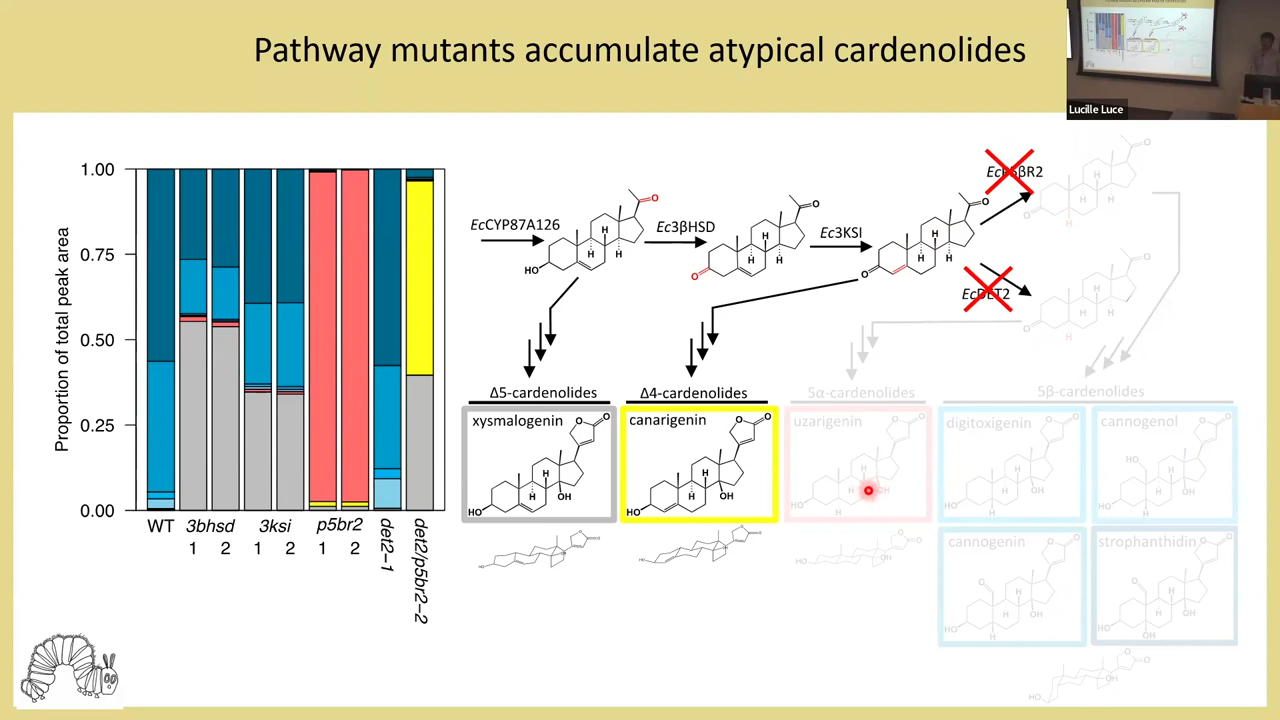 Pathway mutants accumulate atypical cardenolides
Lucille Luce
Proportion of total peak area
1.00
0.75
0.50
0.25
0.00
WT
3bhsd
1 2
3ksi
1 2
p5br2
1 2
det2-1
det2/p5br2-2
EcCYP87A126
Ec3βHSD
Ec3KSI
EcP5βR2
EcDET2
Δ5-cardenolides
Δ4-cardenolides
5α-cardenolides
5β-cardenolides
xysmalogenin
canarigenin
uzarigenin
digitoxigenin
cannogenol
cannogenin
strophanthidin